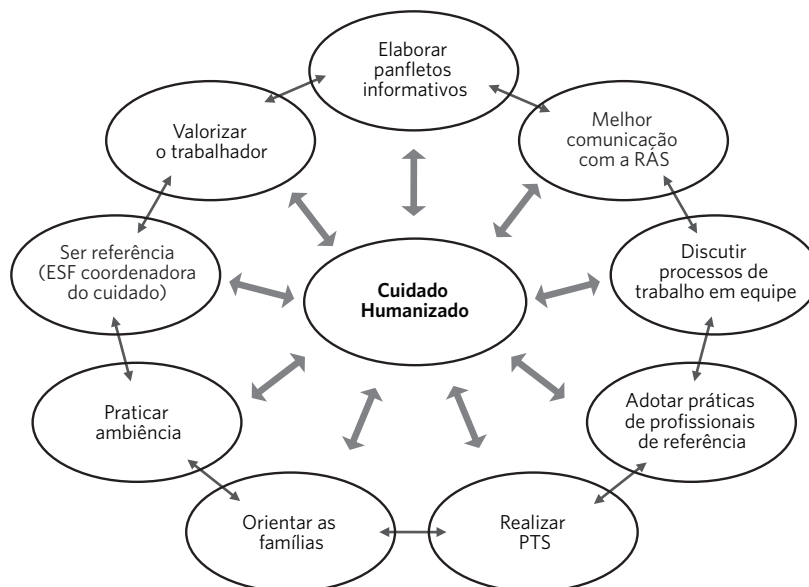 Elaborar
panfletos
informativos
Valorizar
o trabalhador
Melhor
comunicação
com a RAS
Ser referência
(ESF coordenadora
do cuidado)
Cuidado
Humanizado
Discutir
processos de
trabalho em equipe
Praticar
ambiência
Adotar práticas
de profissionais
de referência
Orientar as
famílias
Realizar
PTS